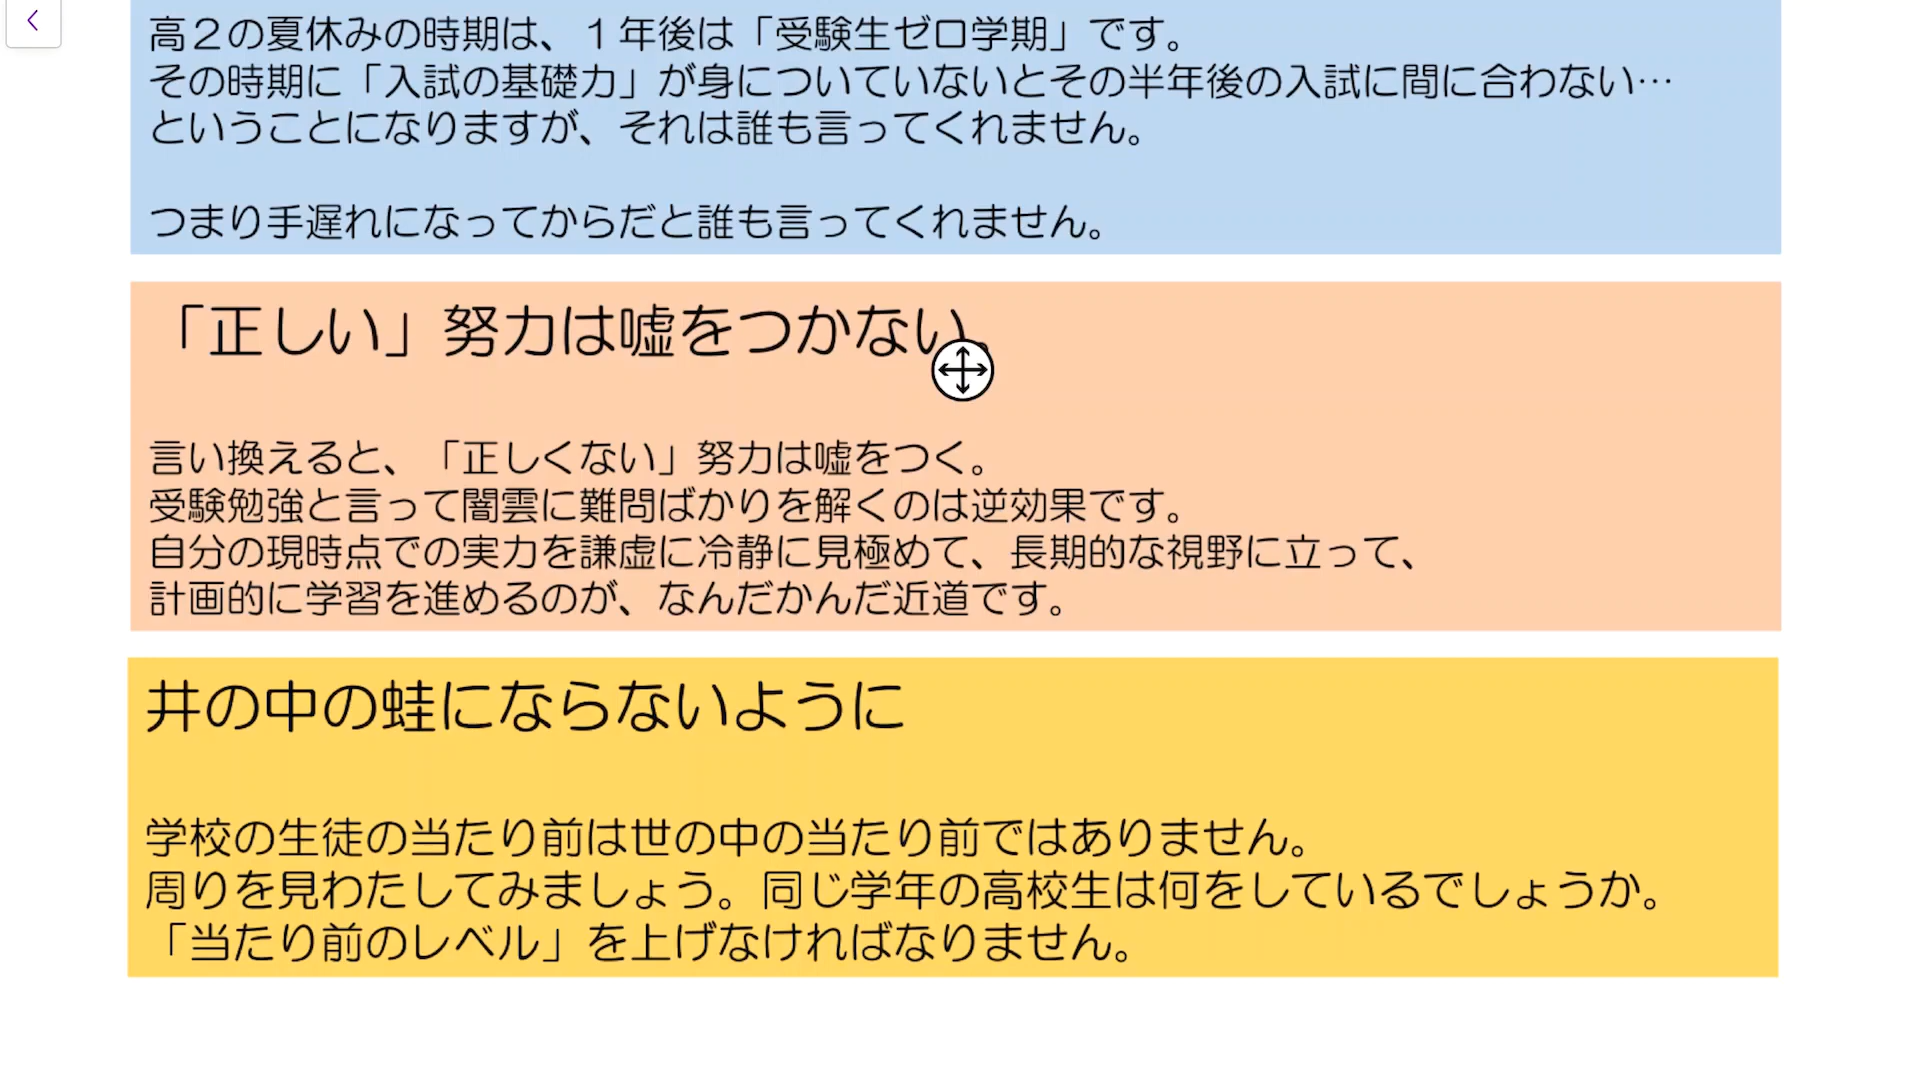 高２の夏休みの時期は、１年後は「受験生ゼロ学期」です。
その時期に「入試の基礎力」が身についていないとその半年後の入試に間に合わない…
ということになりますが、それは誰も言ってくれません。
つまり手遅れになってからだと誰も言ってくれません。
「正しい」努力は嘘をつかない。
言い換えると、「正しくない」努力は嘘をつく。
受験勉強と言って闇雲に難問ばかりを解くのは逆効果です。
自分の現時点での実力を謙虚に冷静に見極めて、長期的な視野に立って、
計画的に学習を進めるのが、なんだかんだ近道です。
井の中の蛙にならないように
学校の生徒の当たり前は世の中の当たり前ではありません。
周りを見わたしてみましょう。同じ学年の高校生は何をしているでしょうか。
「当たり前のレベル」を上げなければなりません。